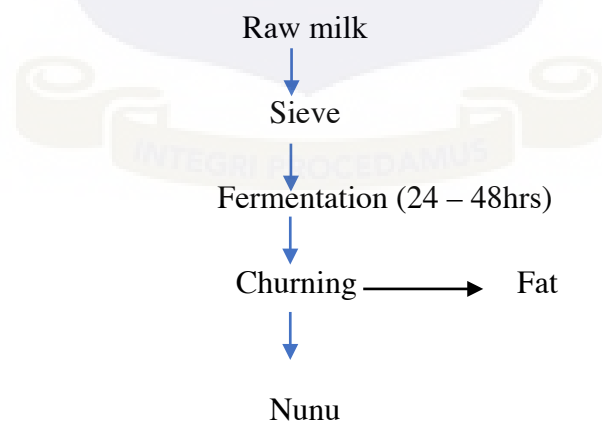 Raw milk
Sieve
INTEGRI PROCEDAMUS
Fermentation (24 – 48hrs)
Churning
Fat
Nunu